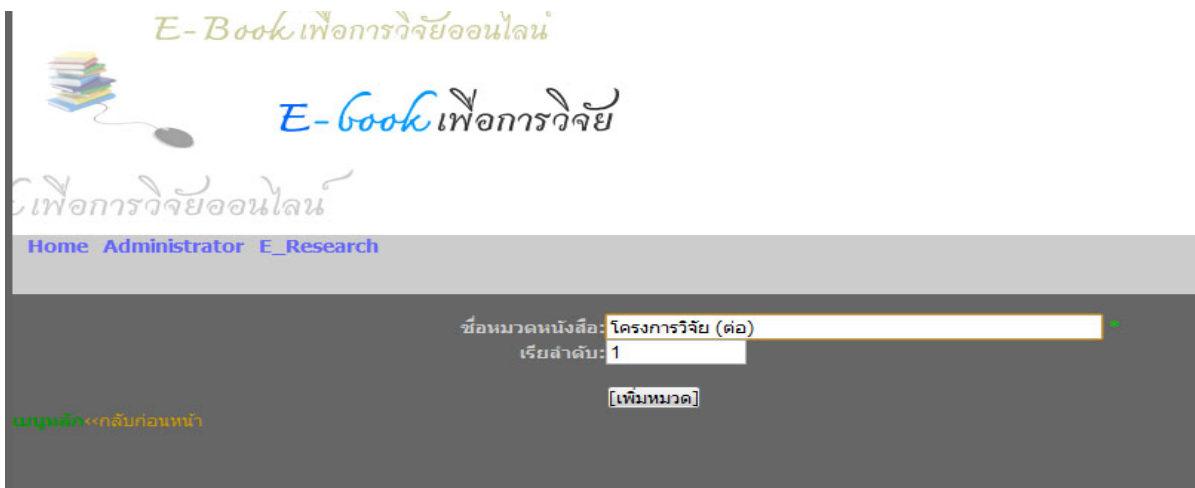 E-Book เพื่อการวิจัยออนไลน์
E-book เพื่อการวิจัย
เพื่อการวิจัยออนไลน์
Home Administrator E_Research
ชื่อหมวดหนังสือ: โครงการวิจัย (ต่อ) *
เรียงลำดับ: 1
[เพิ่มหมวด]
เมนูหลัก<<กลับก่อนหน้า